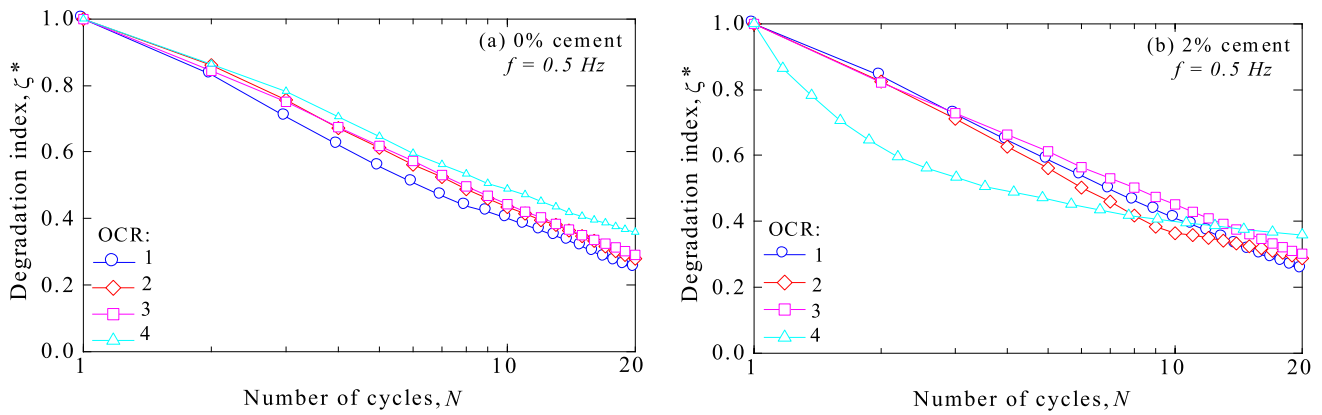 1.0
0.8
0.6
0.4
0.2
0.0
Degradation index, ζ*
(a) 0% cement
f = 0.5 Hz
OCR:
1
2
3
4
1
10
20
Number of cycles, N
1.0
0.8
0.6
0.4
0.2
0.0
Degradation index, ζ*
(b) 2% cement
f = 0.5 Hz
OCR:
1
2
3
4
1
10
20
Number of cycles, N